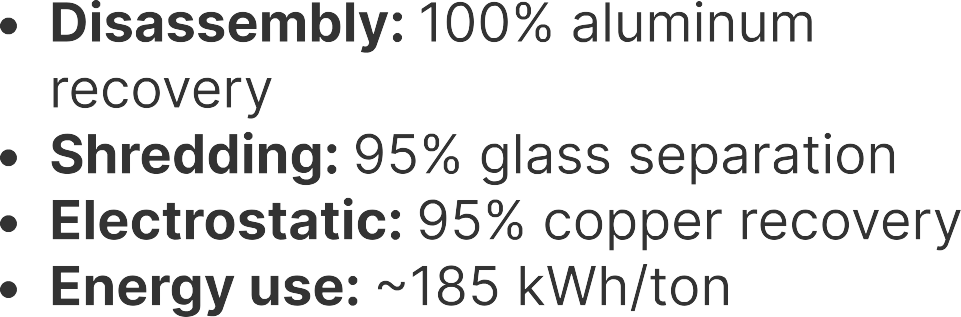 • Disassembly: 100% aluminum
recovery
• Shredding: 95% glass separation
• Electrostatic: 95% copper recovery
• Energy use: ~185 kWh/ton